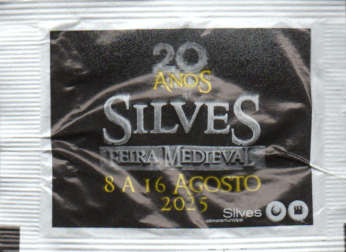 20
ANOS
SILVES
FEIRA MEDIEVAL
8 A 16 AGOSTO
2025
Silves